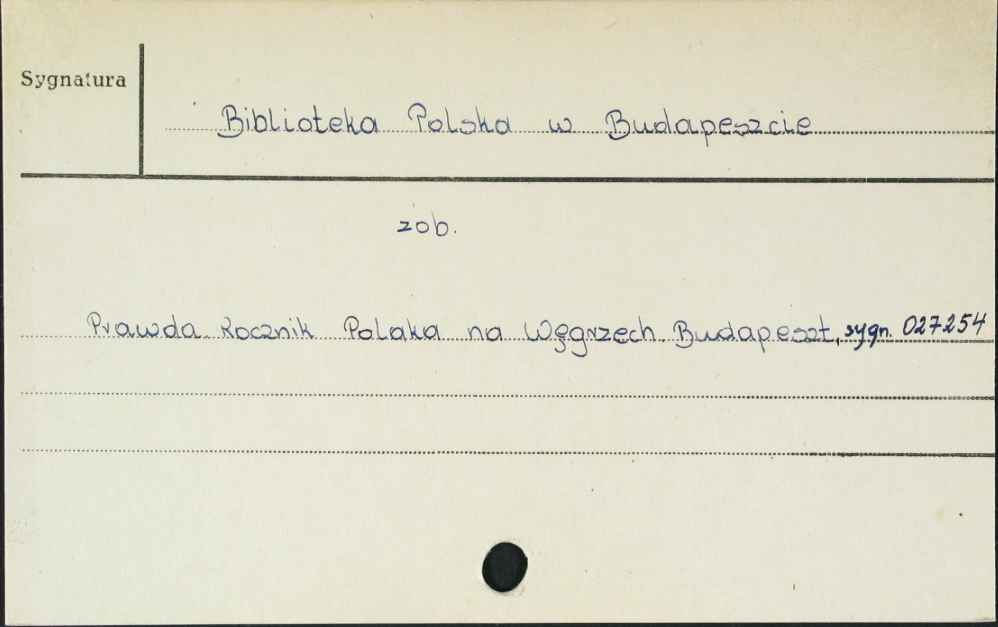 Sygnatura
Biblioteka Polska w Budapeszcie
zob.
Prawda Rocznik Polaka na Węgrzech Budapeszt, sygn. 027254